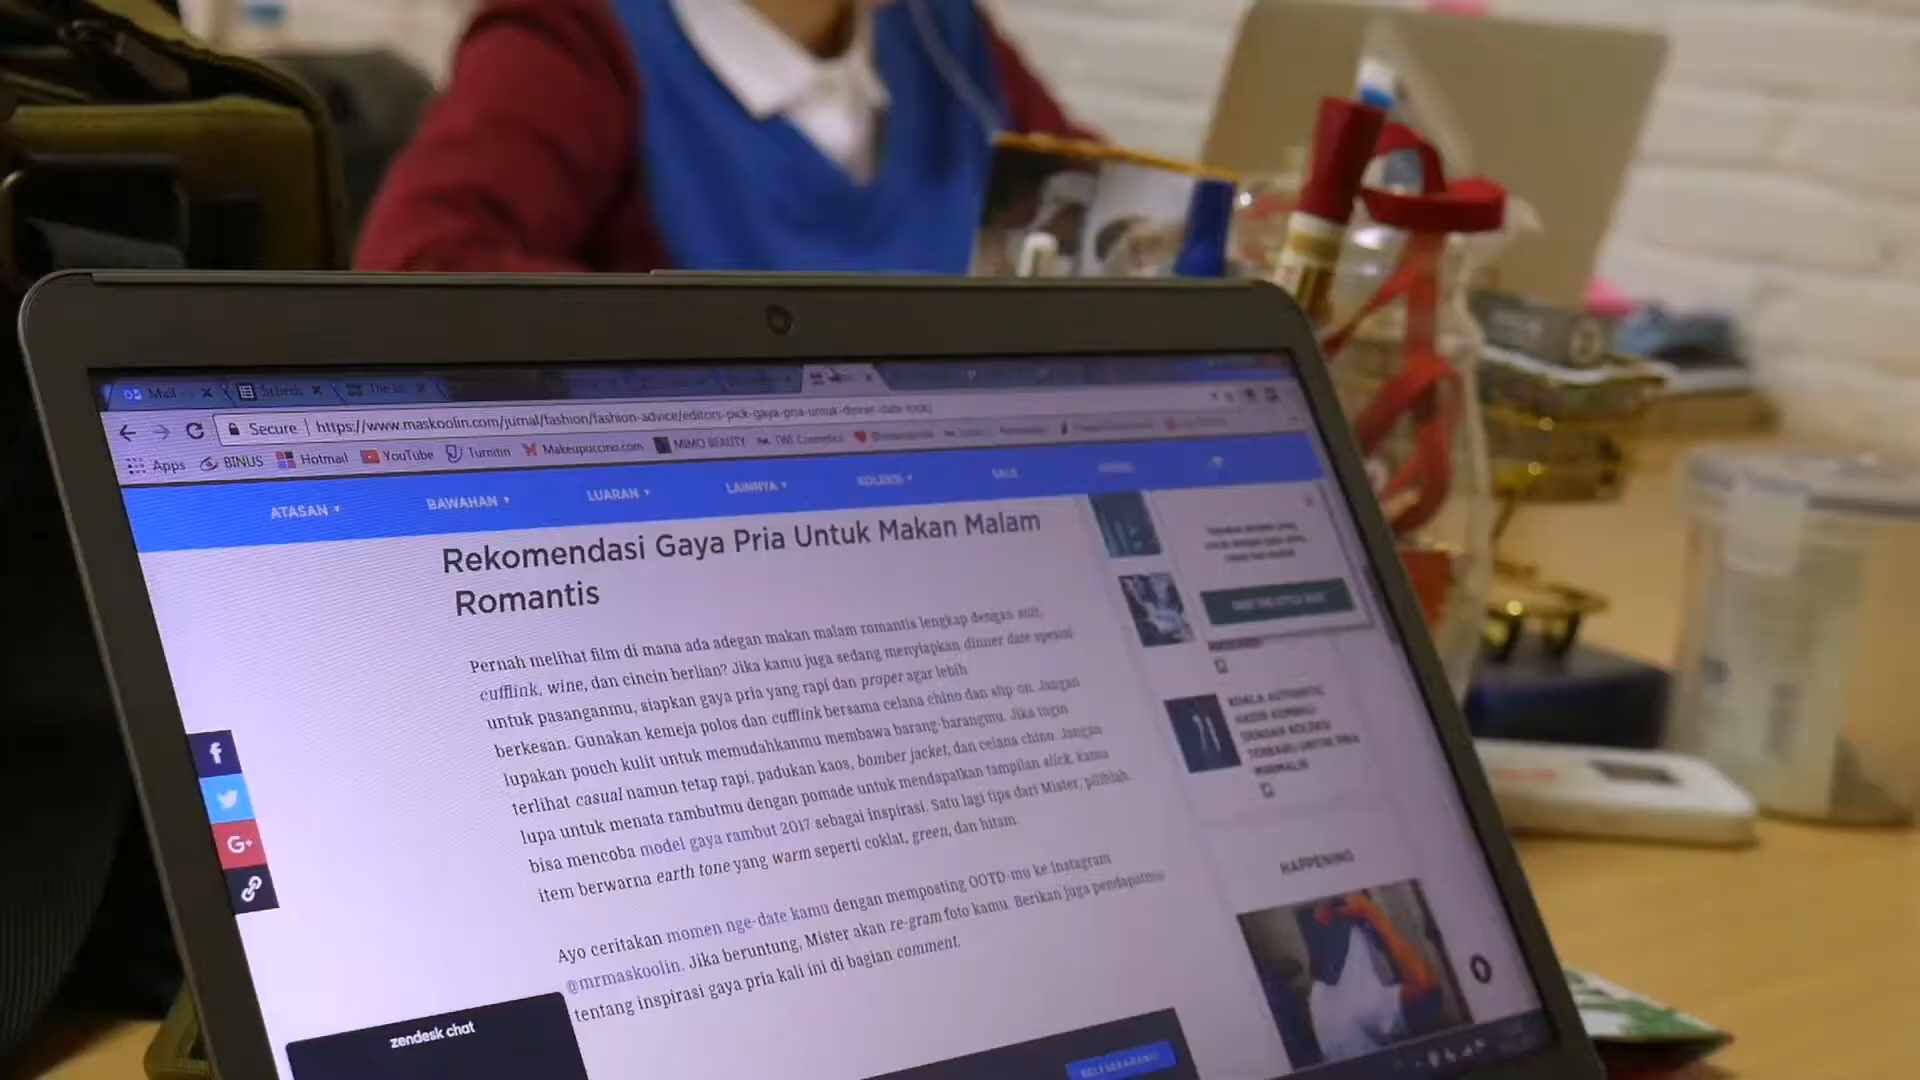 Mail
Secure | https://www.maskoolin.com/jurnal/fashion/fashion-advice/editors-pick-gaya-pria-untuk-dinner-date-look/
Apps BINUS Hotmail YouTube Turnitin Makeupuccino.com MIMO BEAUTY TWL Cosmetics
ATASAN BAWAHAN LUARAN LAINNYA KOLEKSI SALE
Rekomendasi Gaya Pria Untuk Makan Malam
Romantis
Pernah melihat film di mana ada adegan makan malam romantis lengkap dengan suit,
cufflink, wine, dan cincin berlian? Jika kamu juga sedang menyiapkan dinner date spesial
untuk pasanganmu, siapkan gaya pria yang rapi dan proper agar lebih
berkesan. Gunakan kemeja polos dan cufflink bersama celana chino dan slip-on. Jangan
lupakan pouch kulit untuk memudahkanmu membawa barang-barangmu. Jika ingin
terlihat casual namun tetap rapi, padukan kaos, bomber jacket, dan celana chino. Jangan
lupa untuk menata rambutmu dengan pomade untuk mendapatkan tampilan slick, kamu
bisa mencoba model gaya rambut 2017 sebagai inspirasi. Satu lagi tips dari Mister, pilihlah
item berwarna earth tone yang warm seperti coklat, green, dan hitam.
Ayo ceritakan momen nge-date kamu dengan memposting OOTD-mu ke Instagram
@mrmaskoolin. Jika beruntung, Mister akan re-gram foto kamu. Berikan juga pendapatmu
tentang inspirasi gaya pria kali ini di bagian comment.
f
G+
HAPPENING
zendesk chat
BELI SEKARANG